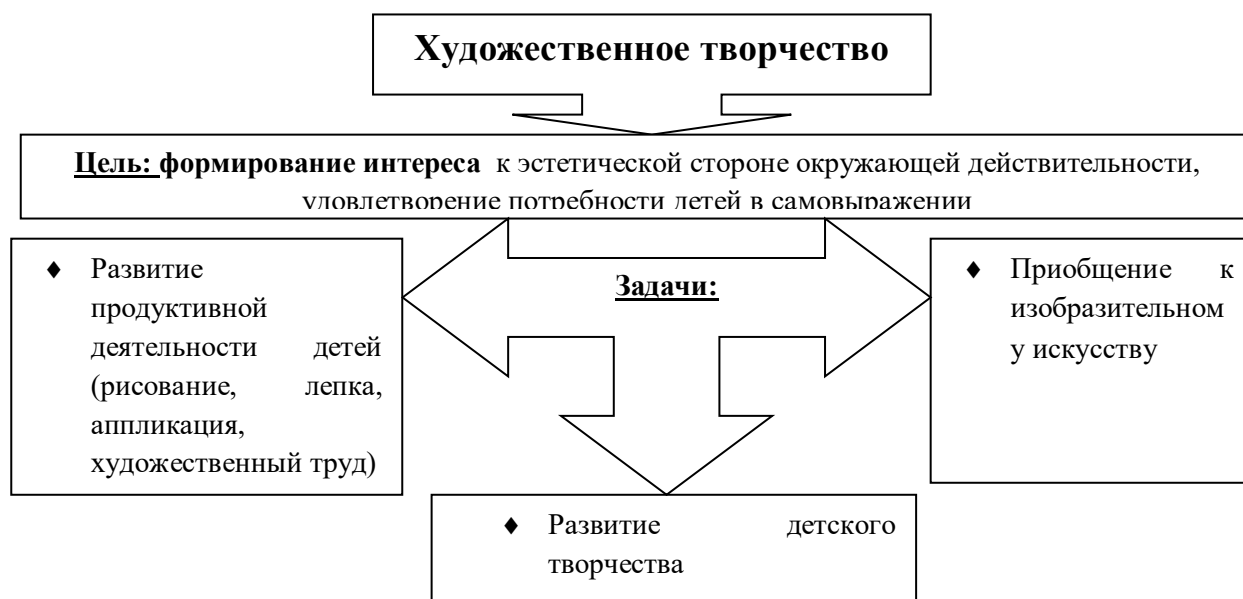 Художественное творчество
Цель: формирование интереса к эстетической стороне окружающей действительности,
удовлетворение потребности детей в самовыражении
Задачи:
♦ Развитие
продуктивной
деятельности детей
(рисование, лепка,
аппликация,
художественный труд)
♦ Приобщение к
изобразительном
у искусству
♦ Развитие детского
творчества